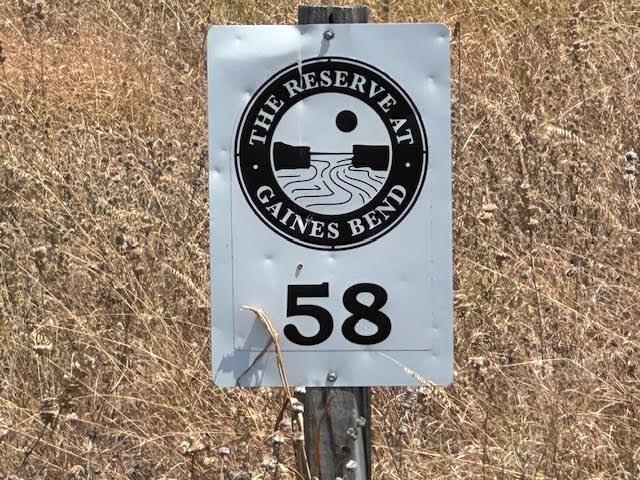 THE RESERVE AT
GAINES BEND
58